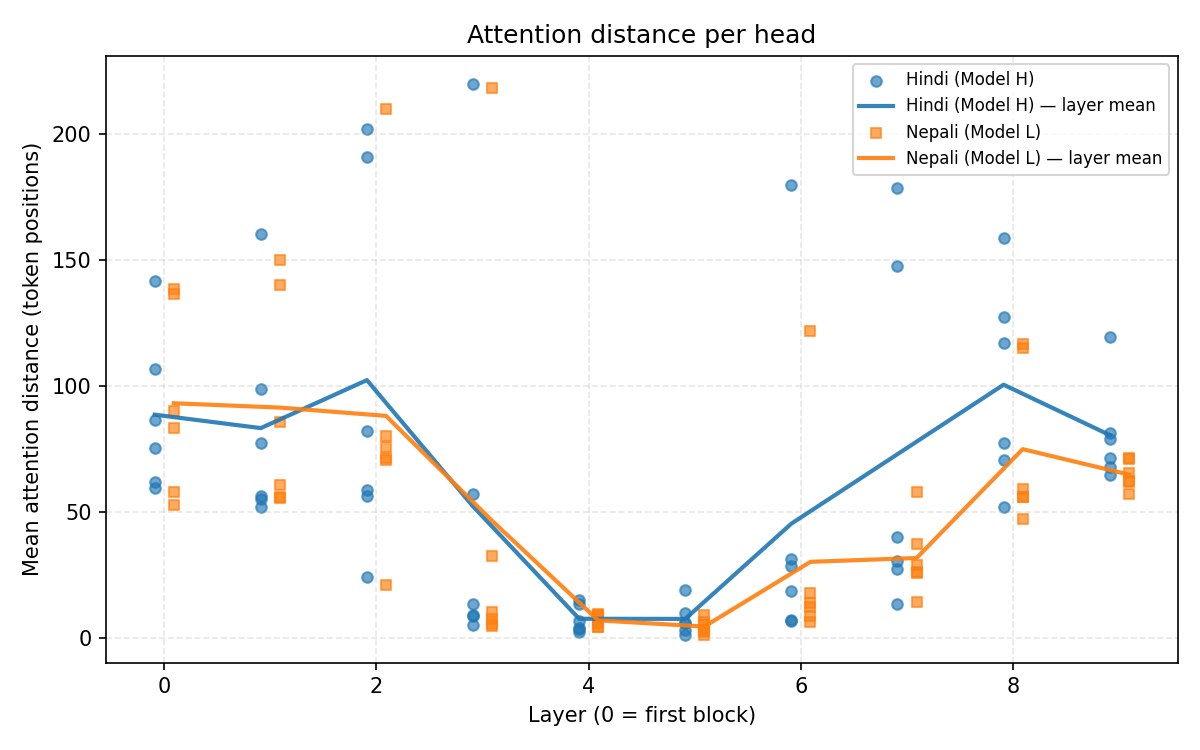 Attention distance per head
Hindi (Model H)
Hindi (Model H) — layer mean
Nepali (Model L)
Nepali (Model L) — layer mean
Mean attention distance (token positions)
200
150
100
50
0
0 2 4 6 8
Layer (0 = first block)